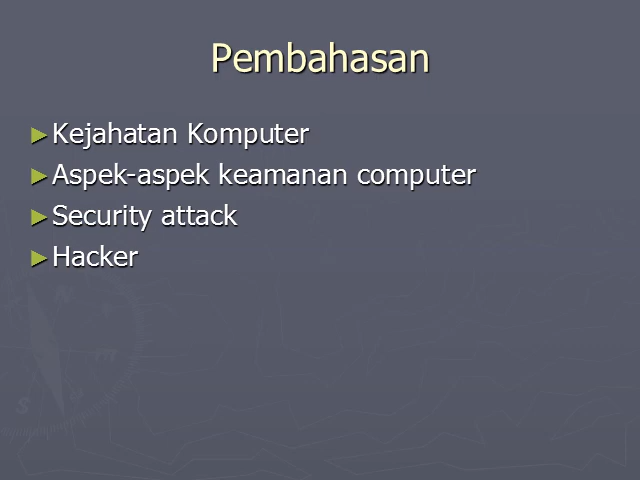 Pembahasan
► Kejahatan Komputer
► Aspek-aspek keamanan computer
► Security attack
► Hacker